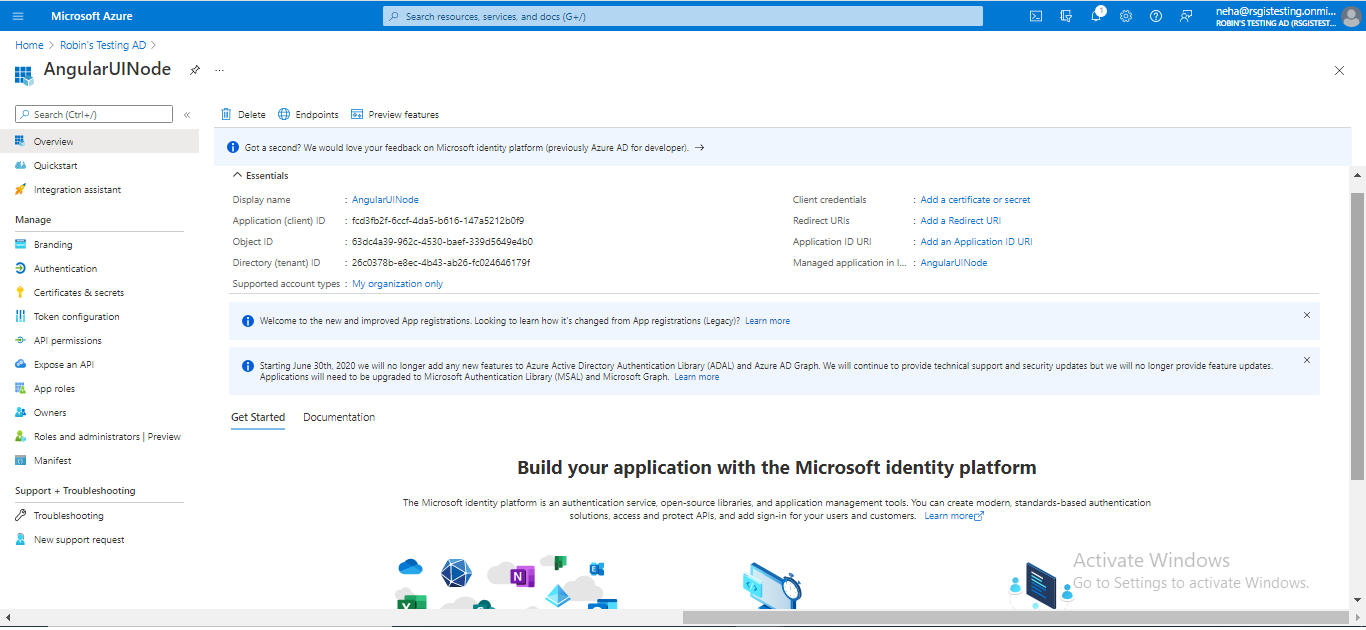 Microsoft Azure
Search resources, services, and docs (G+/)
1
neha@rsgistesting.onmi...
ROBIN'S TESTING AD (RSGISTEST...
Home > Robin's Testing AD >
AngularUINode
...
Search (Ctrl+/)
«
Overview
Quickstart
Integration assistant
Manage
Branding
Authentication
Certificates & secrets
Token configuration
API permissions
Expose an API
App roles
Owners
Roles and administrators | Preview
Manifest
Support + Troubleshooting
Troubleshooting
New support request
Delete Endpoints Preview features
Got a second? We would love your feedback on Microsoft identity platform (previously Azure AD for developer). →
Essentials
Display name : AngularUINode
Application (client) ID : fcd3fb2f-6ccf-4da5-b616-147a5212b0f9
Object ID : 63dc4a39-962c-4530-baef-339d5649e4b0
Directory (tenant) ID : 26c0378b-e8ec-4b43-ab26-fc024646179f
Supported account types : My organization only
Client credentials : Add a certificate or secret
Redirect URIs : Add a Redirect URI
Application ID URI : Add an Application ID URI
Managed application in l... : AngularUINode
Welcome to the new and improved App registrations. Looking to learn how it's changed from App registrations (Legacy)? Learn more
Starting June 30th, 2020 we will no longer add any new features to Azure Active Directory Authentication Library (ADAL) and Azure AD Graph. We will continue to provide technical support and security updates but we will no longer provide feature updates.
Applications will need to be upgraded to Microsoft Authentication Library (MSAL) and Microsoft Graph. Learn more
Get Started Documentation
Build your application with the Microsoft identity platform
The Microsoft identity platform is an authentication service, open-source libraries, and application management tools. You can create modern, standards-based authentication
solutions, access and protect APIs, and add sign-in for your users and customers. Learn more
N
Activate Windows
Go to Settings to activate Windows.